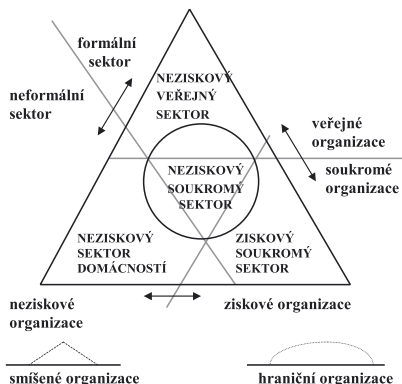 formální
sektor
neformální
sektor
NEZISKOVÝ
VEŘEJNÝ
SEKTOR
veřejné
organizace
soukromé
organizace
NEZISKOVÝ
SOUKROMÝ
SEKTOR
NEZISKOVÝ
SEKTOR
DOMÁCNOSTÍ
ZISKOVÝ
SOUKROMÝ
SEKTOR
neziskové
organizace
ziskové organizace
smíšené organizace
hraniční organizace